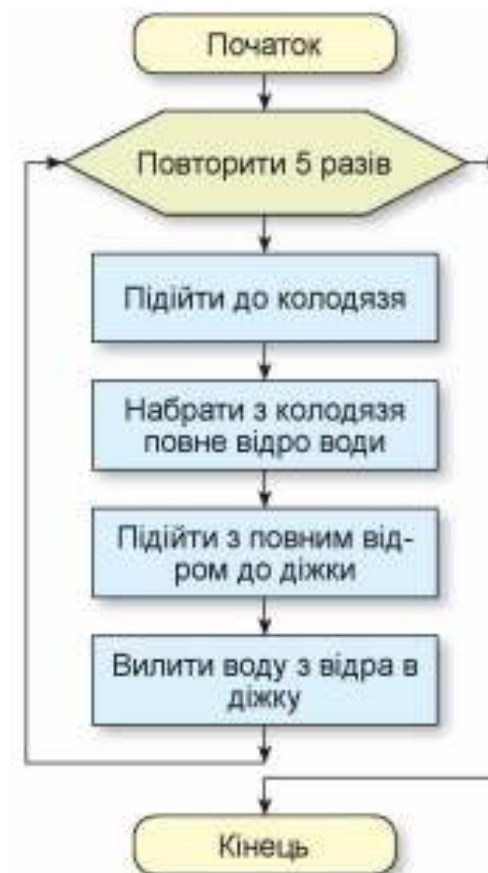 Початок
Повторити 5 разів
Підійти до колодязя
Набрати з колодязя
повне відро води
Підійти з повним від-
ром до діжки
Вилити воду з відра в
діжку
Кінець